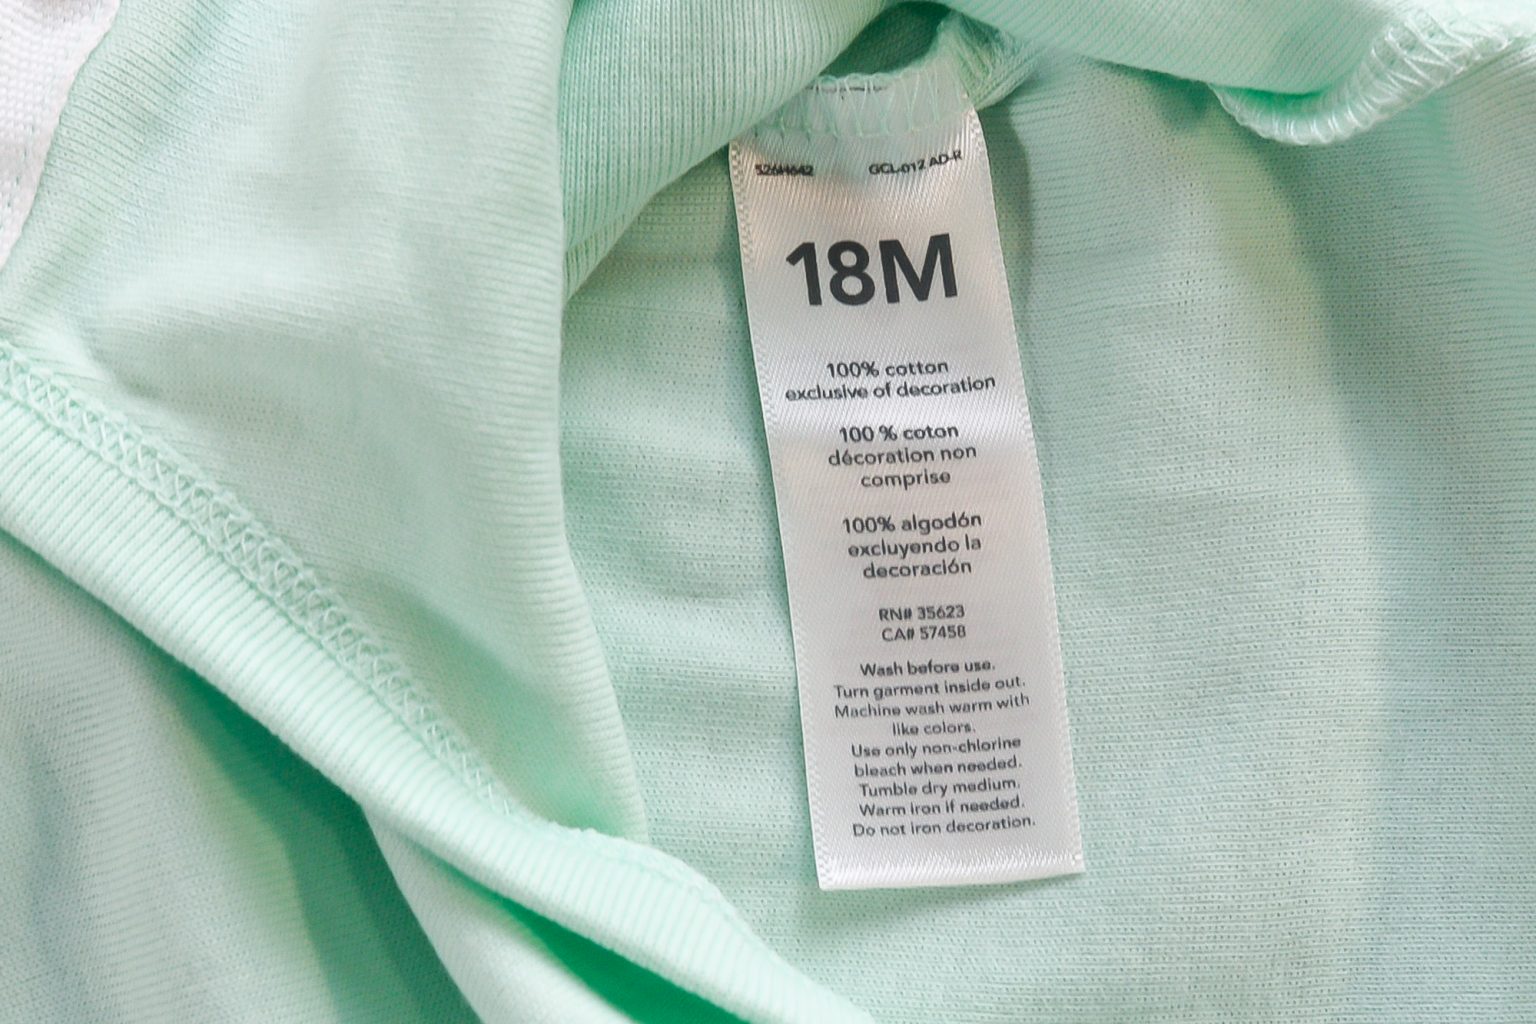 526H642 GCL-012 AD-R
18M
100% cotton
exclusive of decoration
100 % coton
décoration non
comprise
100% algodón
excluyendo la
decoración
RN# 35623
CA# 57458
Wash before use.
Turn garment inside out.
Machine wash warm with
like colors.
Use only non-chlorine
bleach when needed.
Tumble dry medium.
Warm iron if needed.
Do not iron decoration.